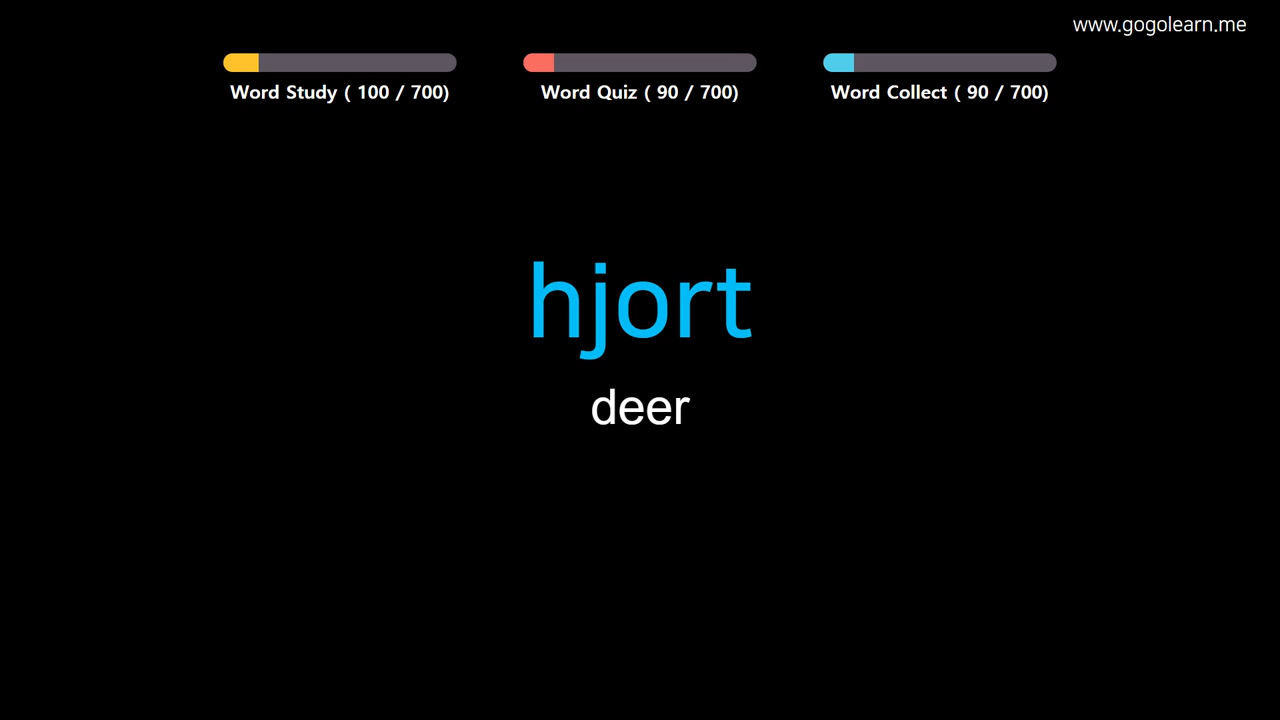 www.gogolearn.me
Word Study ( 100 / 700)
Word Quiz ( 90 / 700)
Word Collect ( 90 / 700)
hjort
deer